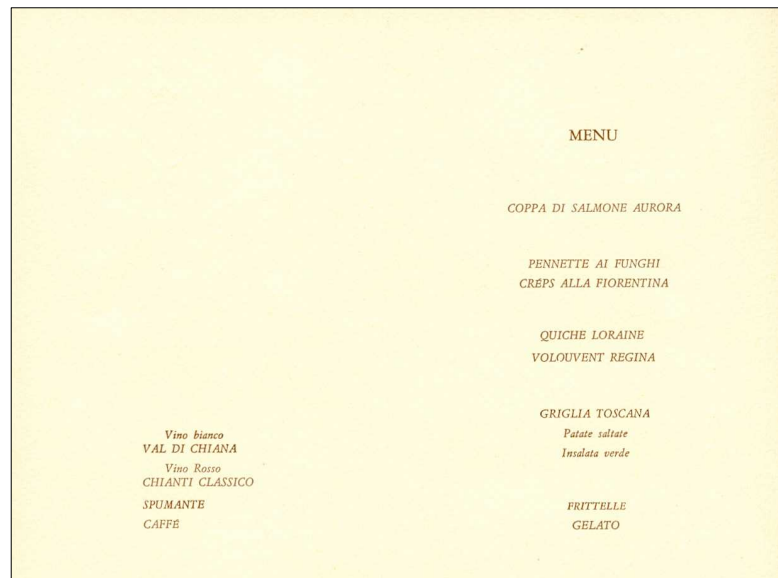 MENU
COPPA DI SALMONE AURORA
PENNETTE AI FUNGHI
CRÉPS ALLA FIORENTINA
QUICHE LORAINE
VOLOUVENT REGINA
GRIGLIA TOSCANA
Patate saltate
Insalata verde
FRITTELLE
GELATO
Vino bianco
VAL DI CHIANA
Vino Rosso
CHIANTI CLASSICO
SPUMANTE
CAFFÉ